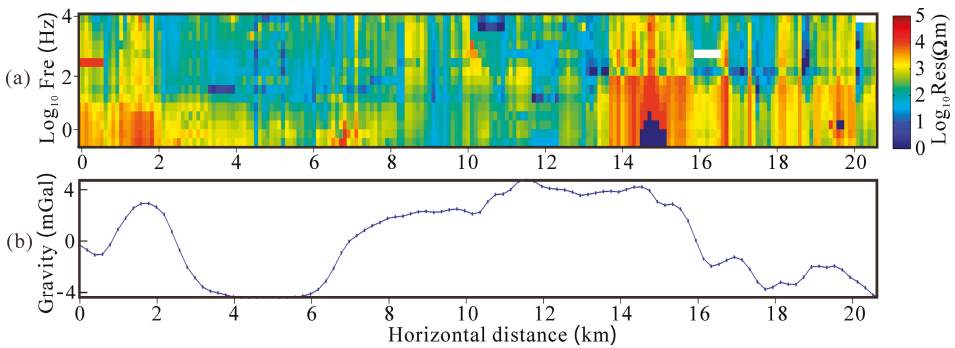 (a)
Log10 Fre (Hz)
4
2
0
0 2 4 6 8 10 12 14 16 18 20
5
4
3
2
1
0
Log10Res(Ωm)
(b)
Gravity (mGal)
4
0
-4
0 2 4 6 8 10 12 14 16 18 20
Horizontal distance (km)